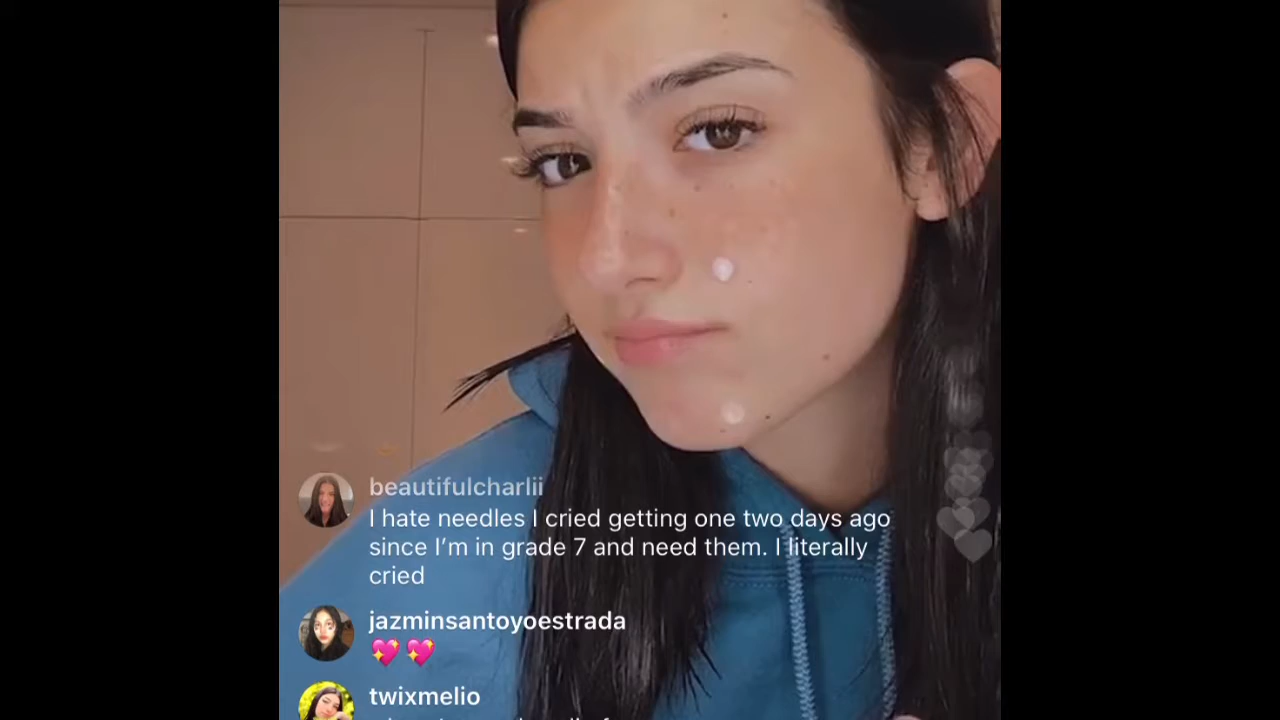 beautifulcharlii
I hate needles I cried getting one two days ago
since I'm in grade 7 and need them. I literally
cried
jazminsantoyoestrada
💖💖
twixmelio